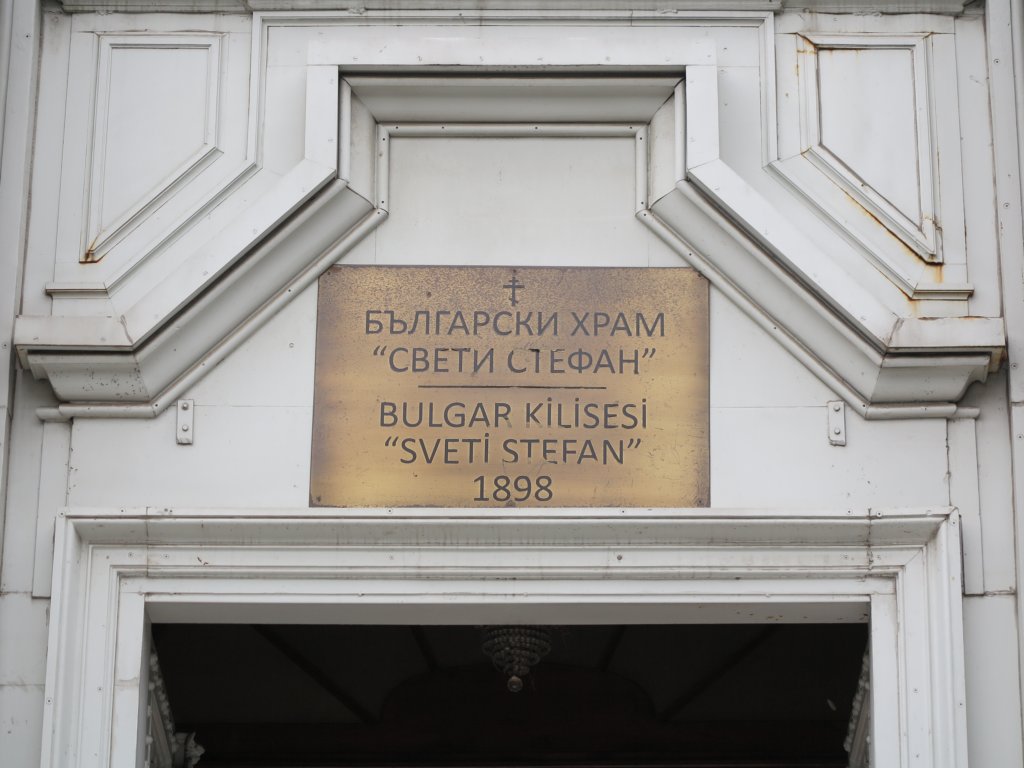 БЪЛГАРСКИ ХРАМ
“СВЕТИ СТЕФАН”
BULGAR KİLİSESİ
“SVETİ STEFAN”
1898